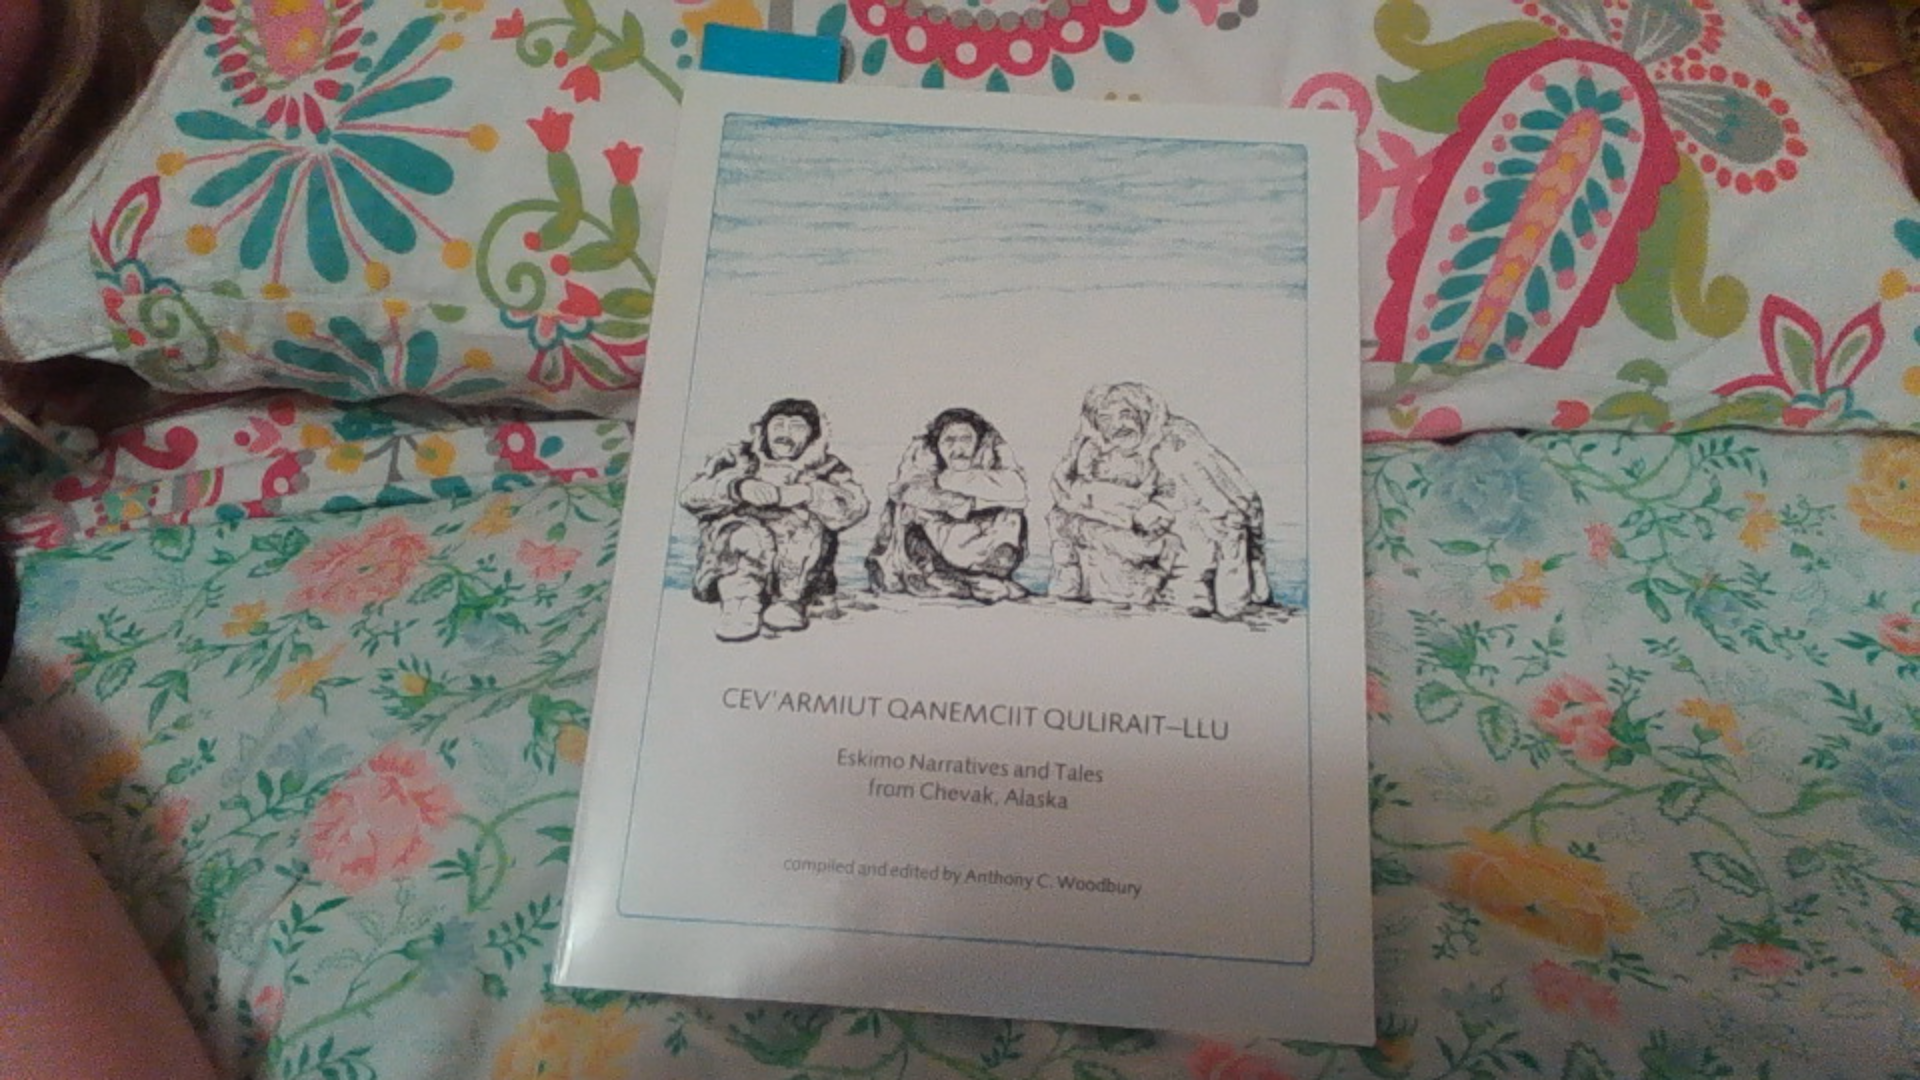 CEV'ARMIUT QANEMCIIT QULIRAIT–LLU
Eskimo Narratives and Tales
from Chevak, Alaska
compiled and edited by Anthony C. Woodbury